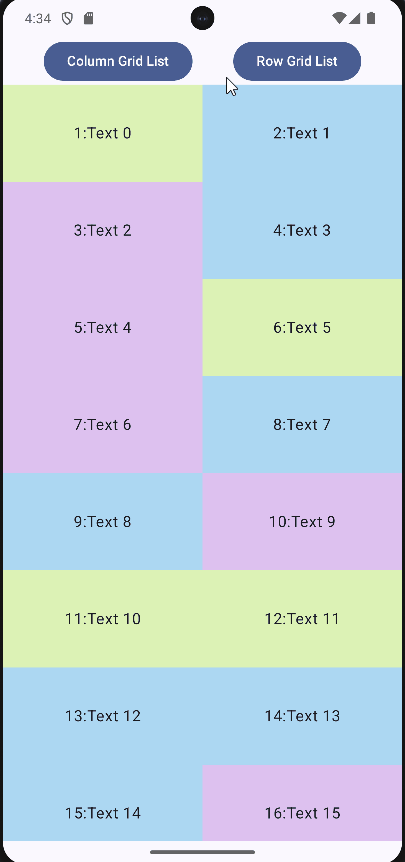 4:34
Column Grid List
Row Grid List
1:Text 0
2:Text 1
3:Text 2
4:Text 3
5:Text 4
6:Text 5
7:Text 6
8:Text 7
9:Text 8
10:Text 9
11:Text 10
12:Text 11
13:Text 12
14:Text 13
15:Text 14
16:Text 15